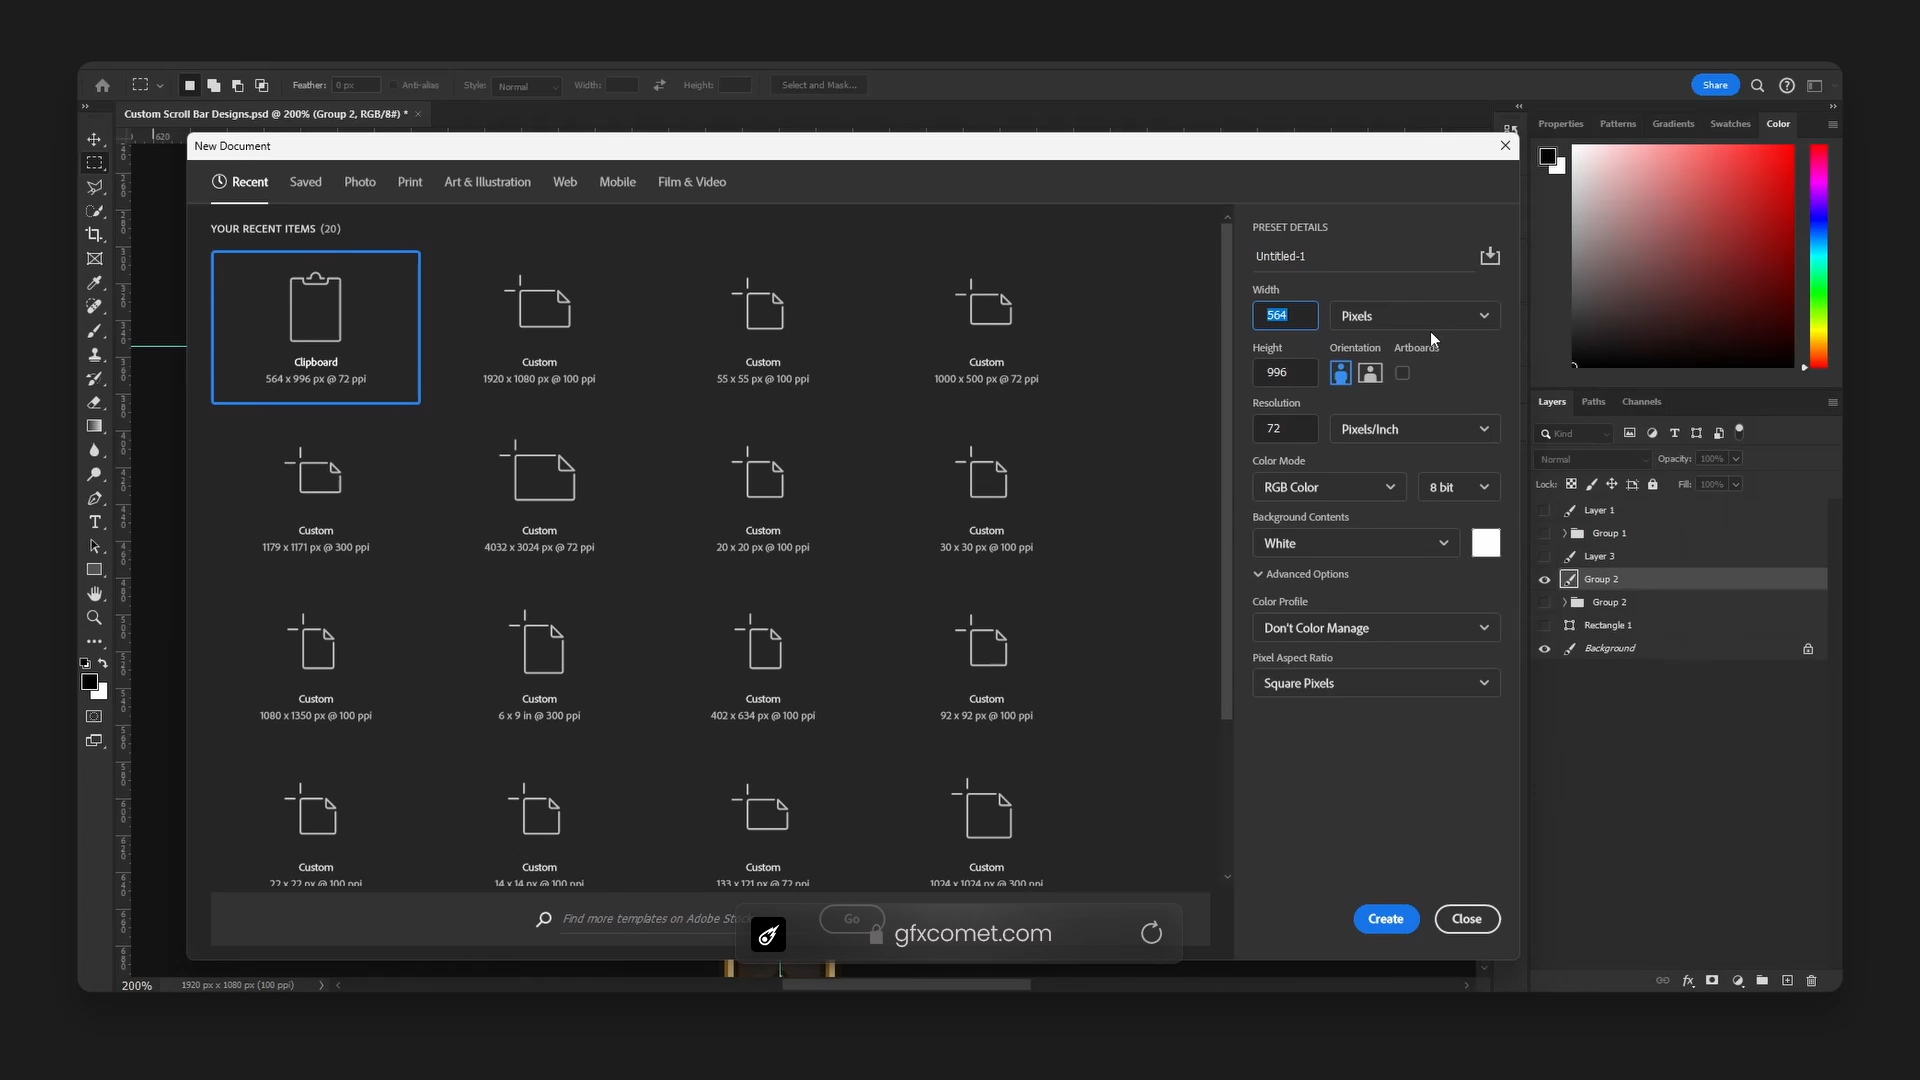 Feather: 0 px Anti-alias Style: Normal Width: Height: Select and Mask... Share
Custom Scroll Bar Designs.psd @ 200% (Group 2, RGB/8#) * ×
620
New Document
Recent Saved Photo Print Art & Illustration Web Mobile Film & Video
YOUR RECENT ITEMS (20)
Clipboard
564 x 996 px @ 72 ppi
Custom
1920 x 1080 px @ 100 ppi
Custom
55 x 55 px @ 100 ppi
Custom
1000 x 500 px @ 72 ppi
Custom
1179 x 1171 px @ 300 ppi
Custom
4032 x 3024 px @ 72 ppi
Custom
20 x 20 px @ 100 ppi
Custom
30 x 30 px @ 100 ppi
Custom
1080 x 1350 px @ 100 ppi
Custom
6 x 9 in @ 300 ppi
Custom
402 x 634 px @ 100 ppi
Custom
92 x 92 px @ 100 ppi
Custom
22 x 22 px @ 100 ppi
Custom
14 x 14 px @ 100 ppi
Custom
133 x 121 px @ 72 ppi
Custom
1024 x 1024 px @ 300 ppi
Find more templates on Adobe Stock
Go
gfxcomet.com
PRESET DETAILS
Untitled-1
Width
564 Pixels
Height Orientation Artboards
996
Resolution
72 Pixels/Inch
Color Mode
RGB Color 8 bit
Background Contents
White
Advanced Options
Color Profile
Don't Color Manage
Pixel Aspect Ratio
Square Pixels
Create Close
Properties Patterns Gradients Swatches Color
Layers Paths Channels
Kind
Normal Opacity: 100%
Lock: Fill: 100%
Layer 1
Group 1
Layer 3
Group 2
Group 2
Rectangle 1
Background
fx
200% 1920 px x 1080 px (100 ppi)